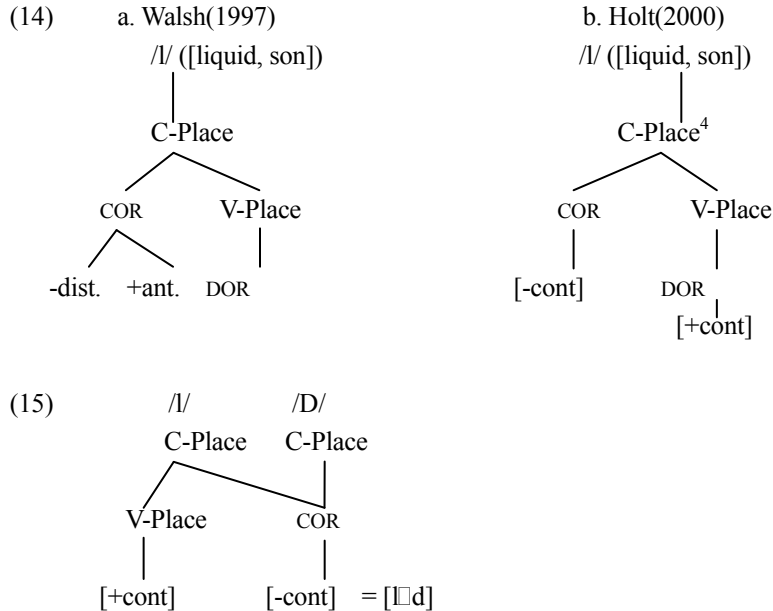 (14) a. Walsh(1997) b. Holt(2000)
/l/ ([liquid, son]) /l/ ([liquid, son])
C-Place C-Place4
COR V-Place COR V-Place
-dist. +ant. DOR [-cont] DOR
[+cont]
(15) /l/ /D/
C-Place C-Place
V-Place COR
[+cont] [-cont] = [l□d]